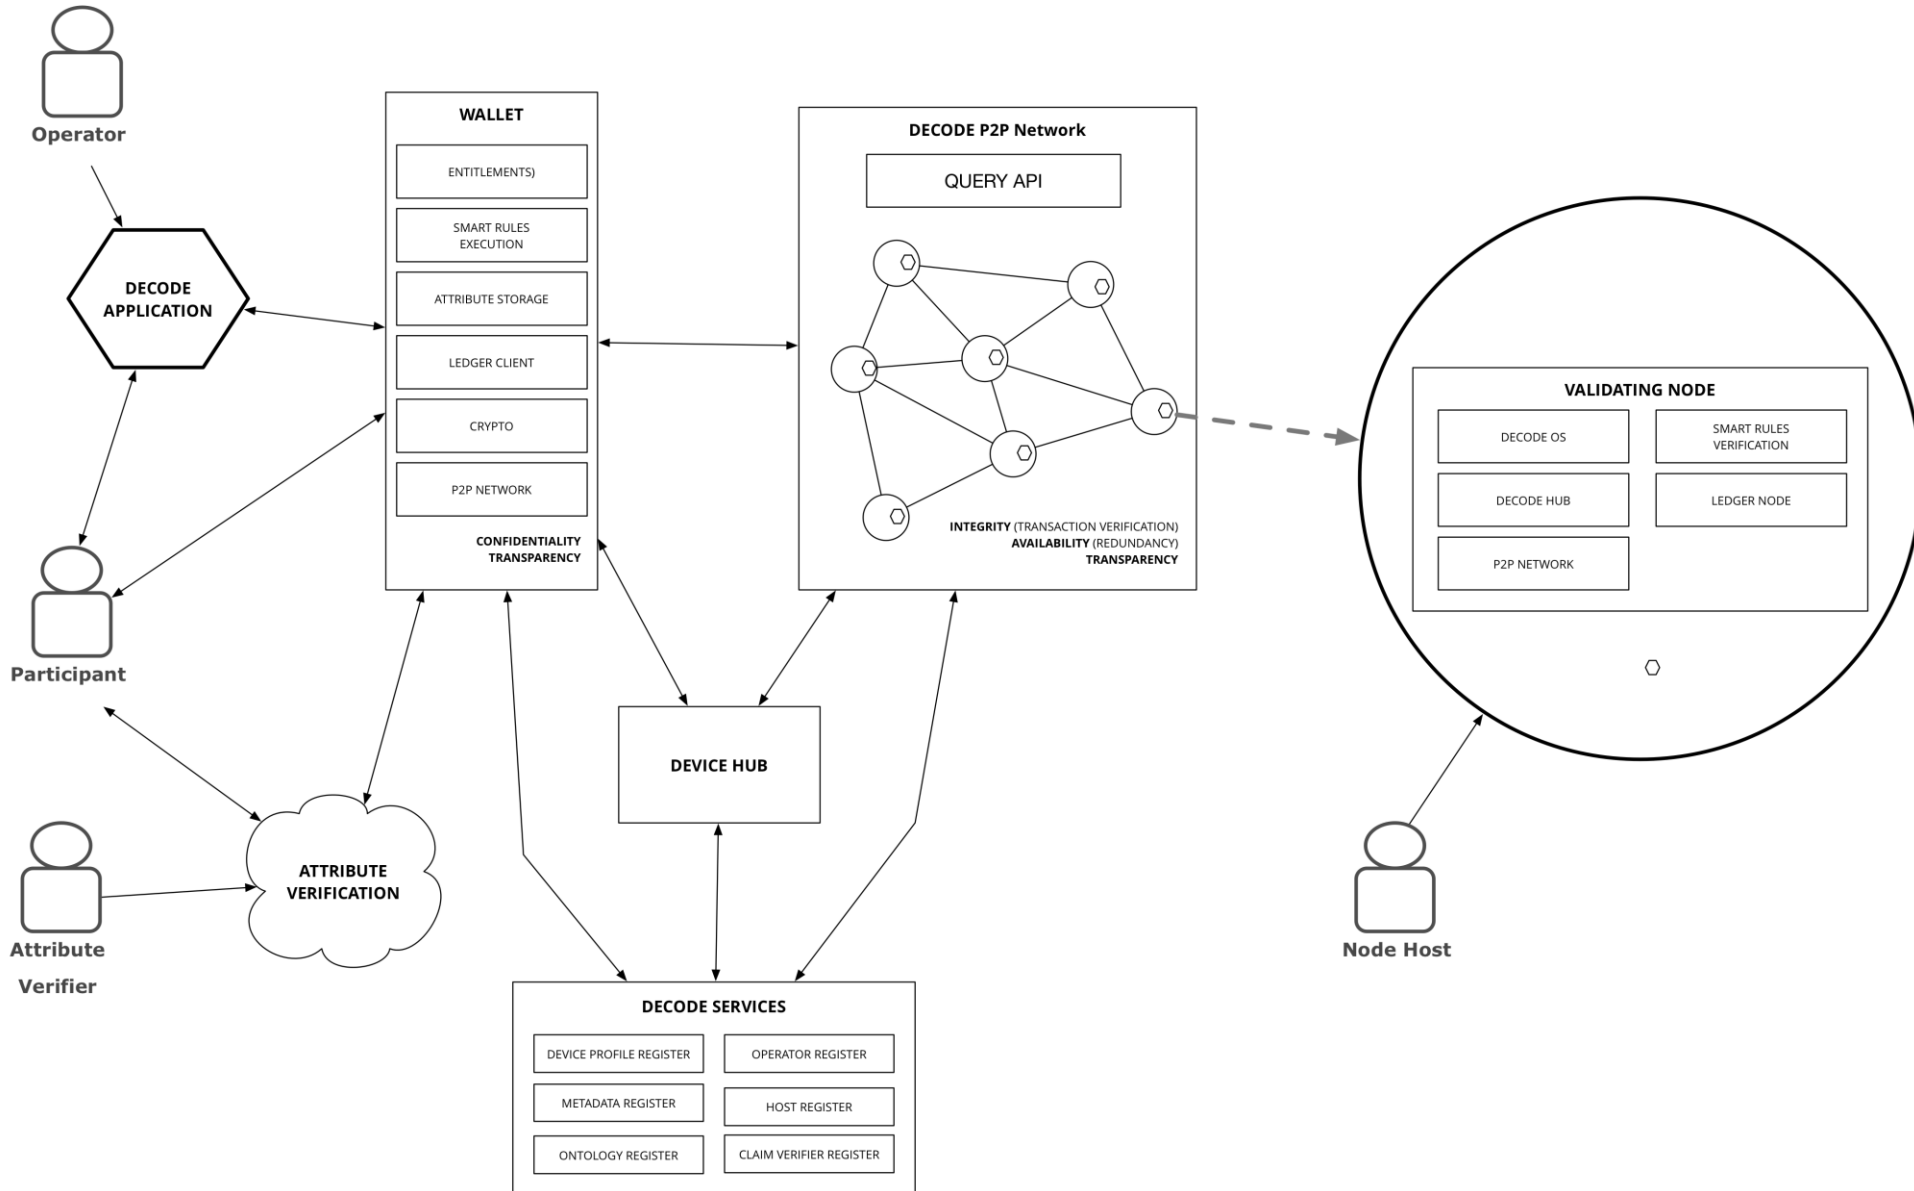 Operator
DECODE
APPLICATION
Participant
Attribute
Verifier
ATTRIBUTE
VERIFICATION
WALLET
ENTITLEMENTS)
SMART RULES
EXECUTION
ATTRIBUTE STORAGE
LEDGER CLIENT
CRYPTO
P2P NETWORK
CONFIDENTIALITY
TRANSPARENCY
DECODE P2P Network
QUERY API
INTEGRITY (TRANSACTION VERIFICATION)
AVAILABILITY (REDUNDANCY)
TRANSPARENCY
DEVICE HUB
DECODE SERVICES
DEVICE PROFILE REGISTER
OPERATOR REGISTER
METADATA REGISTER
HOST REGISTER
ONTOLOGY REGISTER
CLAIM VERIFIER REGISTER
VALIDATING NODE
DECODE OS
SMART RULES
VERIFICATION
DECODE HUB
LEDGER NODE
P2P NETWORK
Node Host